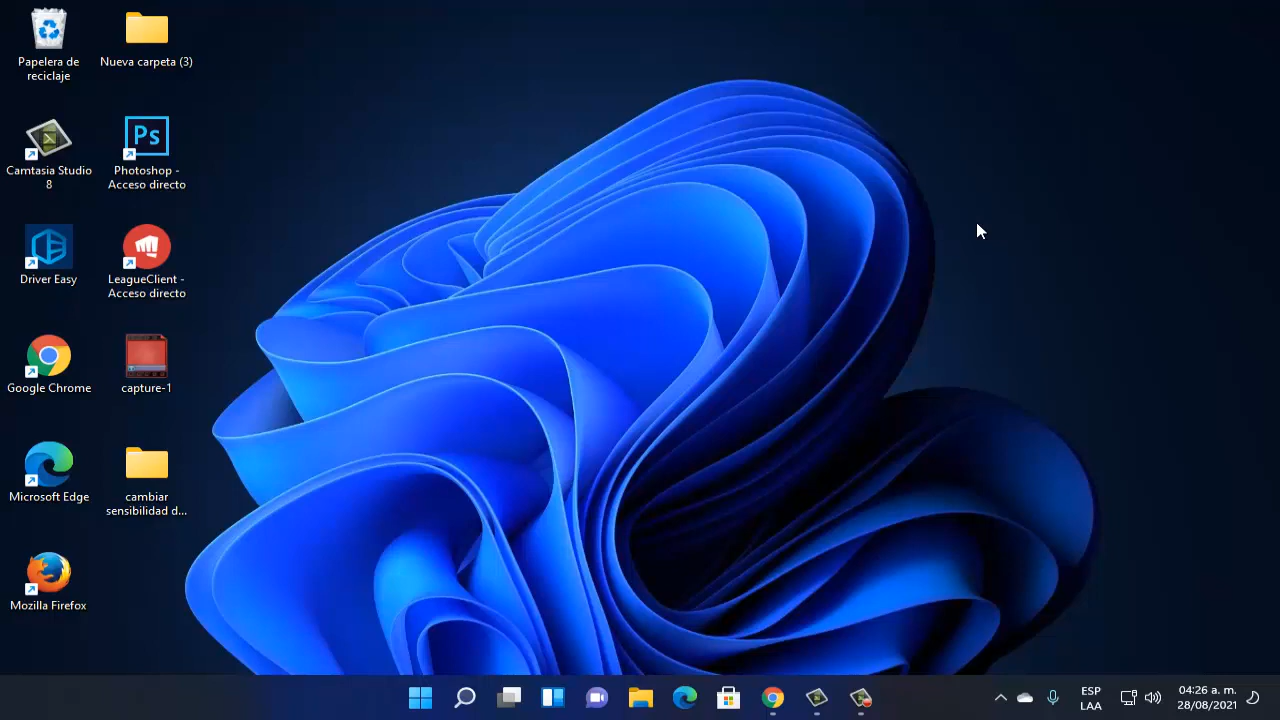 Papelera de
reciclaje
Nueva carpeta (3)
Camtasia Studio
8
Ps
Photoshop -
Acceso directo
Driver Easy
LeagueClient -
Acceso directo
Google Chrome
capture-1
Microsoft Edge
cambiar
sensibilidad d...
Mozilla Firefox
ESP
LAA
04:26 a. m.
28/08/2021